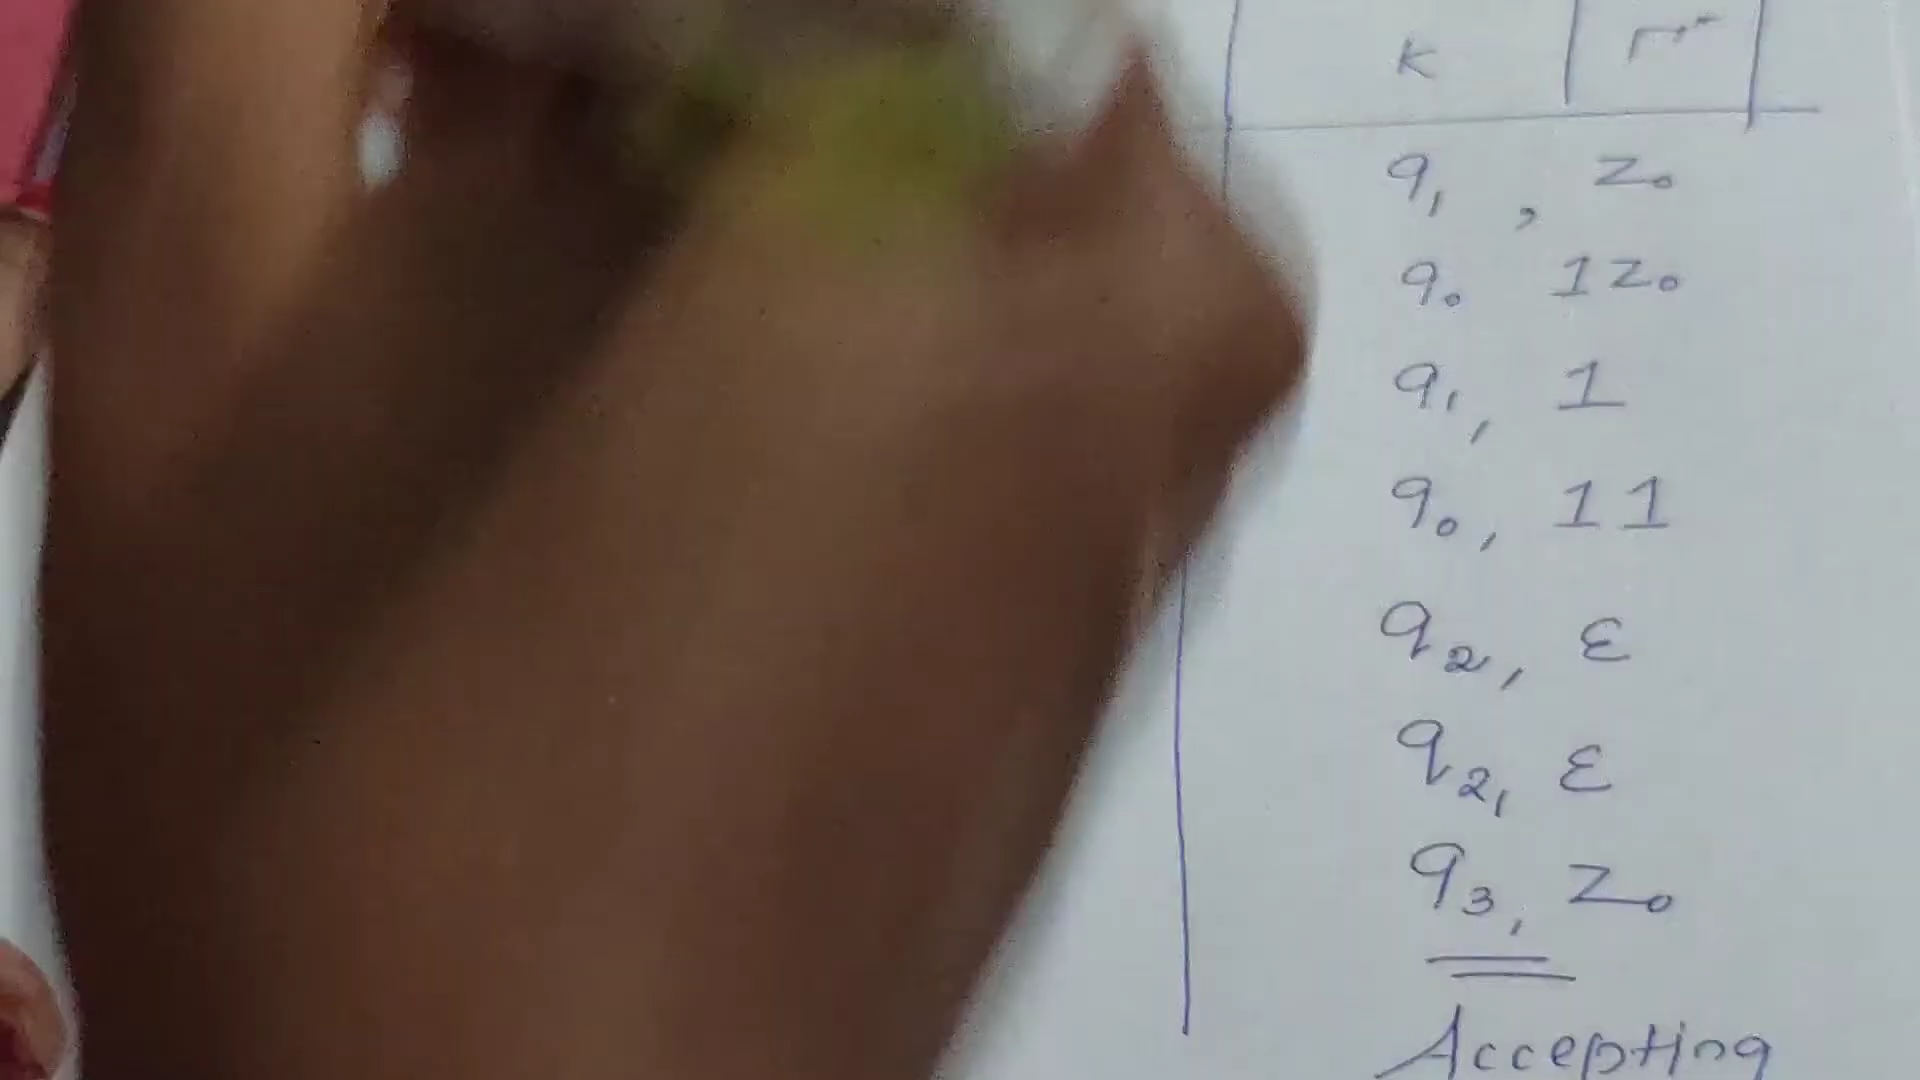 K Γ*
q₁ , z₀
q₀ 1z₀
q₁, 1
q₀, 11
q₂, ε
q₂, ε
q₃, z₀
Accepting